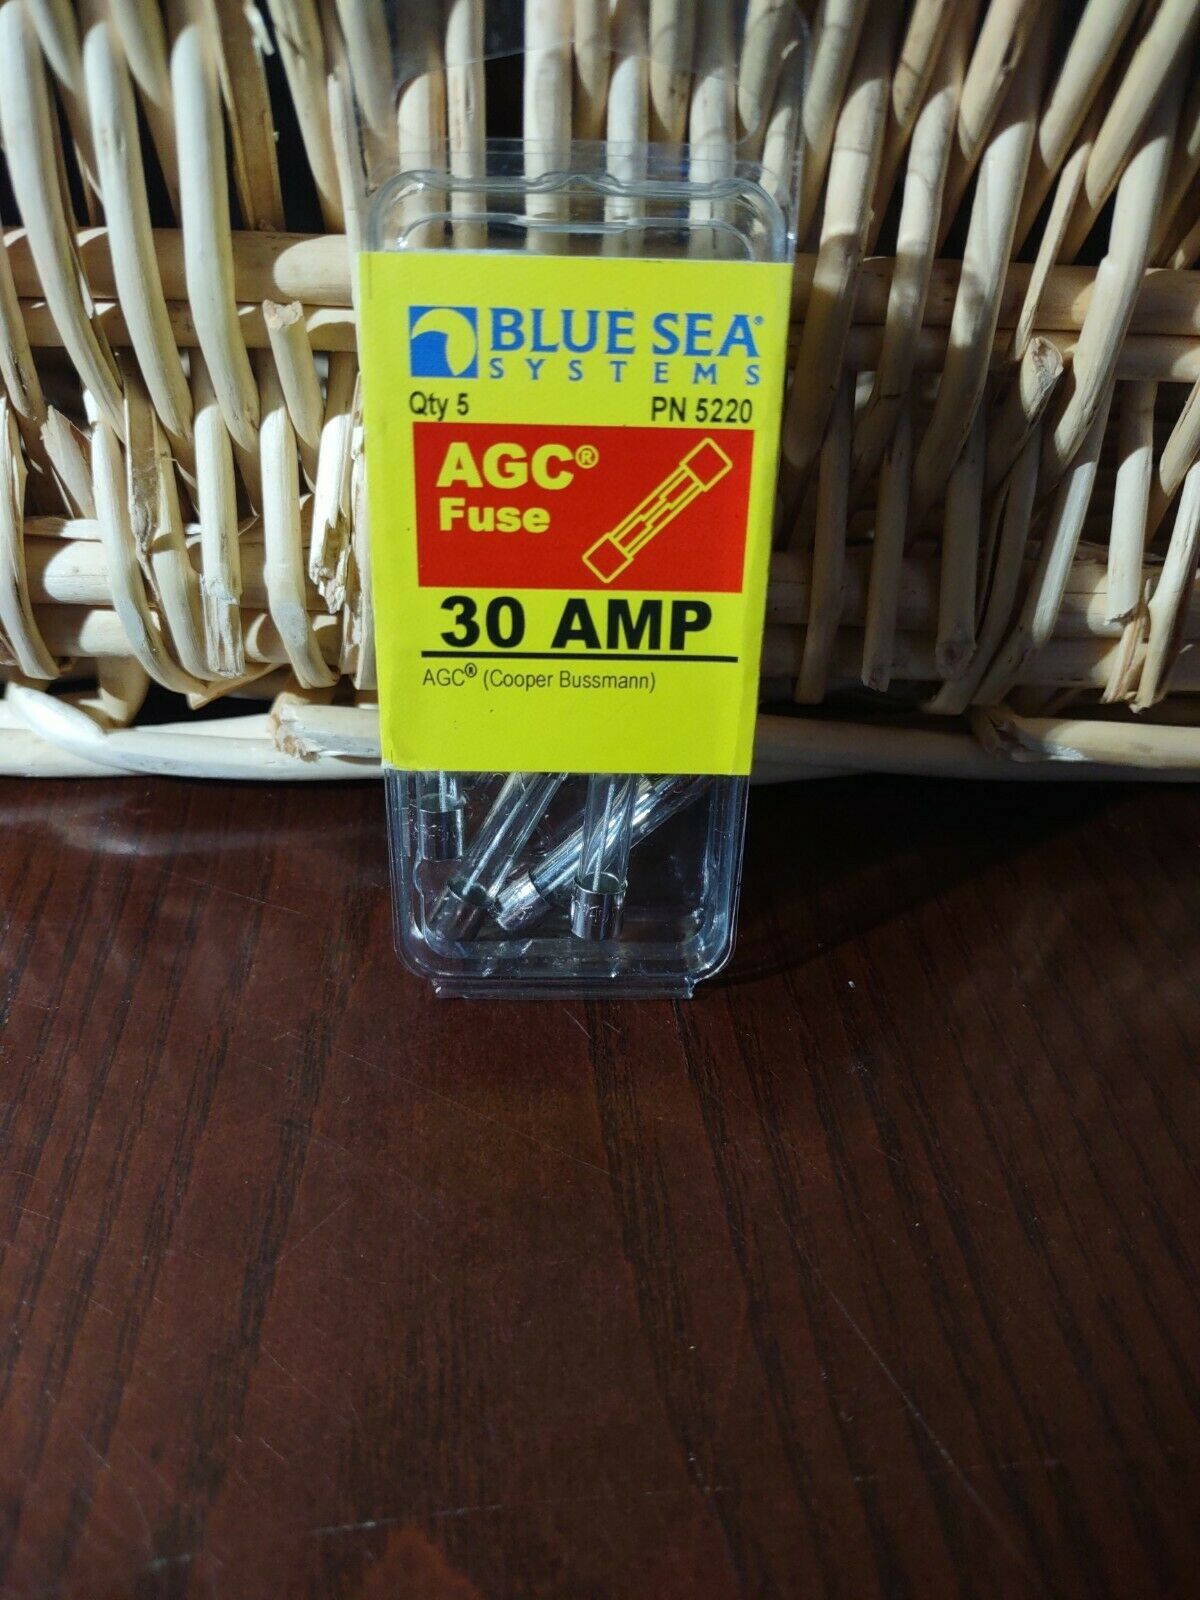 BLUE SEA®
SYSTEMS
Qty 5 PN 5220
AGC®
Fuse
30 AMP
AGC® (Cooper Bussmann)